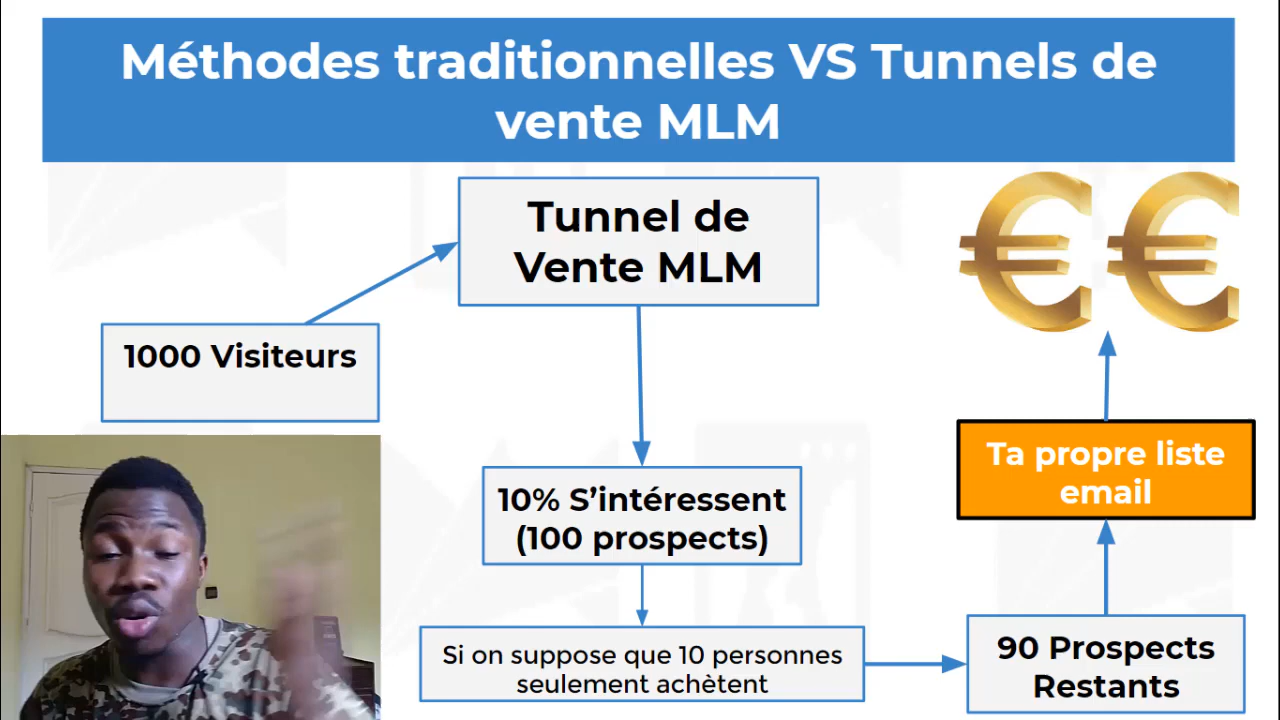 Méthodes traditionnelles VS Tunnels de
vente MLM
Tunnel de
Vente MLM
1000 Visiteurs
10% S’intéressent
(100 prospects)
Si on suppose que 10 personnes
seulement achètent
90 Prospects
Restants
Ta propre liste
email